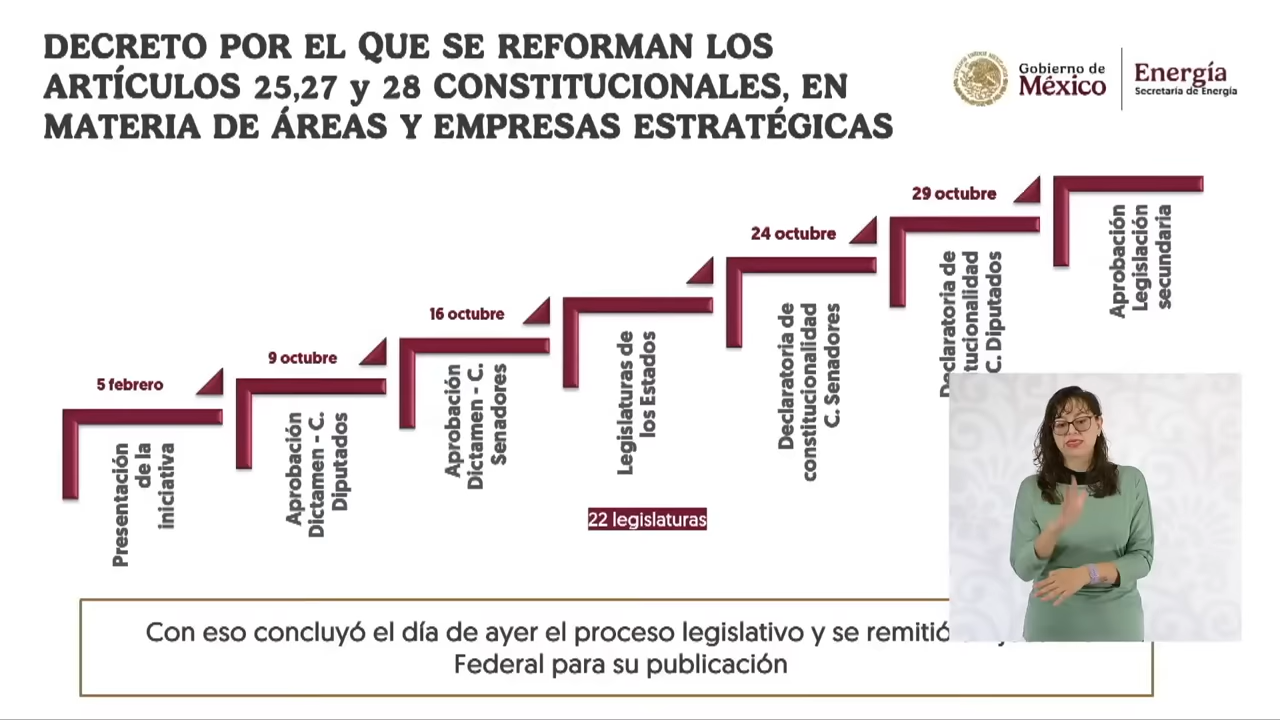 DECRETO POR EL QUE SE REFORMAN LOS
ARTÍCULOS 25,27 y 28 CONSTITUCIONALES, EN
MATERIA DE ÁREAS Y EMPRESAS ESTRATÉGICAS
Gobierno de
México
Energía
Secretaría de Energía
5 febrero
Presentación
de la
iniciativa
9 octubre
Aprobación
Dictamen - C.
Diputados
16 octubre
Aprobación
Dictamen - C.
Senadores
Legislaturas de
los Estados
22 legislaturas
24 octubre
Declaratoria de
constitucionalidad
C. Senadores
29 octubre
Declaratoria de
C. Diputados
Aprobación
Legislación
secundaria
Con eso concluyó el día de ayer el proceso legislativo y se remitió
Federal para su publicación